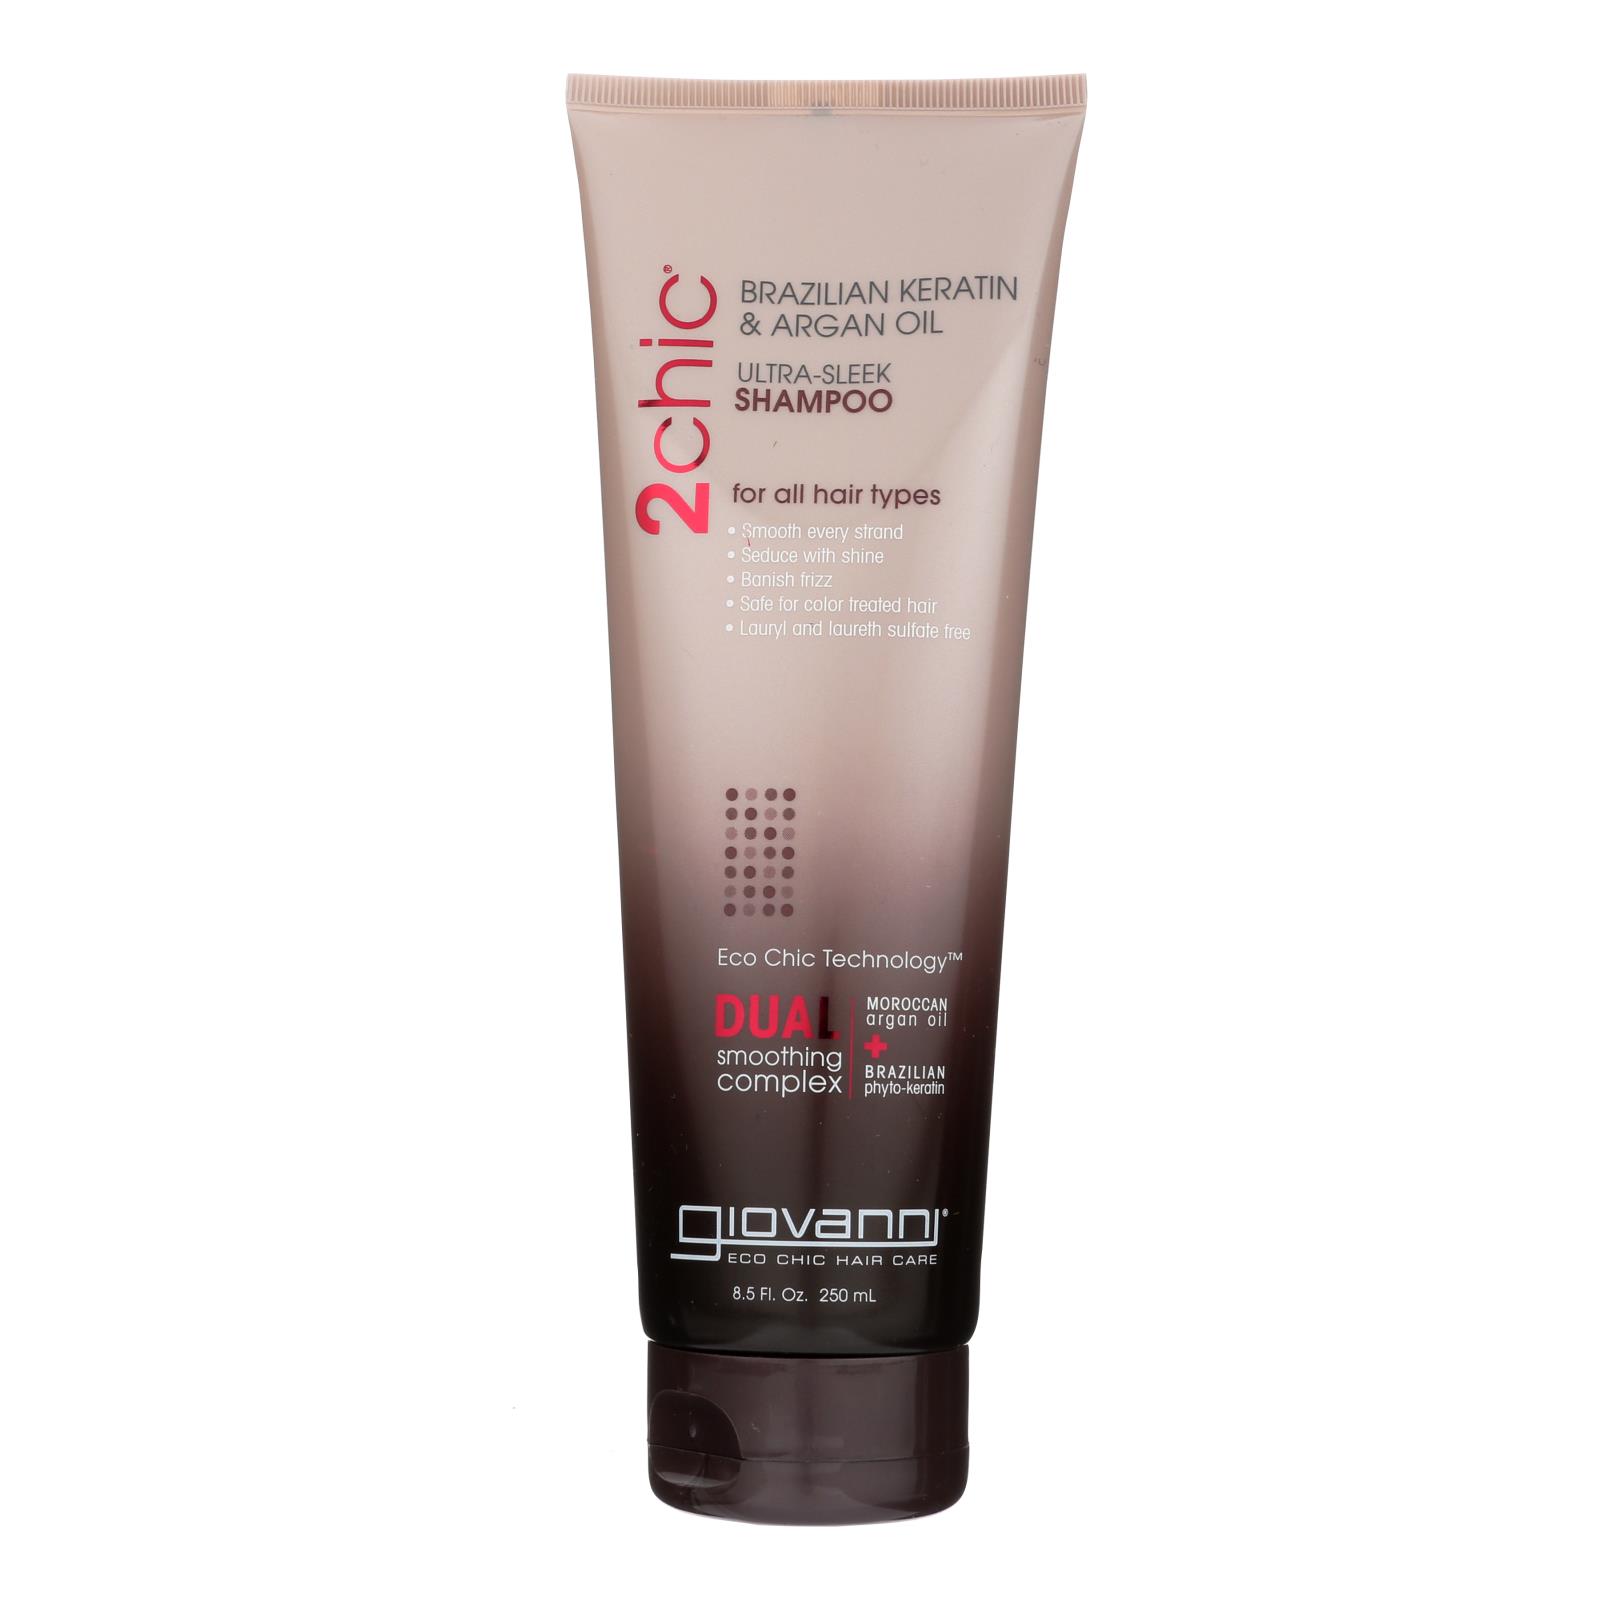 2chic®
BRAZILIAN KERATIN
& ARGAN OIL
ULTRA-SLEEK
SHAMPOO
for all hair types
• Smooth every strand
• Seduce with shine
• Banish frizz
• Safe for color treated hair
• Lauryl and laureth sulfate free
Eco Chic Technology™
DUAL
smoothing
complex
MOROCCAN
argan oil
+
BRAZILIAN
phyto-keratin
giovanni®
ECO CHIC HAIR CARE
8.5 Fl. Oz. 250 mL